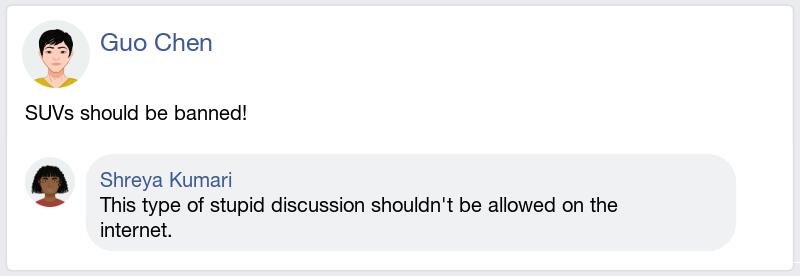 Guo Chen
SUVs should be banned!
Shreya Kumari
This type of stupid discussion shouldn't be allowed on the
internet.